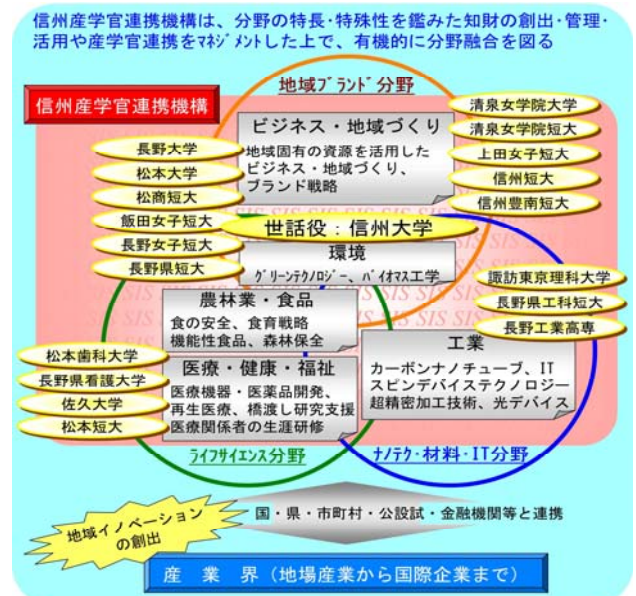 信州産学官連携機構は、分野の特長・特殊性を鑑みた知財の創出・管理・
活用や産学官連携をﾏﾈｼﾞﾒﾝﾄした上で、有機的に分野融合を図る
地域ﾌﾞﾗﾝﾄﾞ分野
信州産学官連携機構
ビジネス・地域づくり
地域固有の資源を活用した
ビジネス・地域づくり、
ブランド戦略
長野大学
松本大学
松商短大
飯田女子短大
長野女子短大
長野県短大
清泉女学院大学
清泉女学院短大
上田女子短大
信州短大
信州豊南短大
世話役：信州大学
環境
ｸﾞﾘｰﾝﾃｸﾉﾛｼﾞｰ、ﾊﾞｲｵﾏｽ工学
諏訪東京理科大学
長野県工科短大
長野工業高専
農林業・食品
食の安全、食育戦略
機能性食品、森林保全
工業
カーボンナノチューブ、IT
スピンデバイステクノロジー
超精密加工技術、光デバイス
松本歯科大学
長野県看護大学
佐久大学
松本短大
医療・健康・福祉
医療機器・医薬品開発、
再生医療、橋渡し研究支援
医療関係者の生涯研修
ﾗｲﾌｻｲｴﾝｽ分野
ﾅﾉﾃｸ・材料・IT分野
SIS SIS SIS SIS
地域イノベーション
の創出
国・県・市町村・公設試・金融機関等と連携
産　業　界（地場産業から国際企業まで）